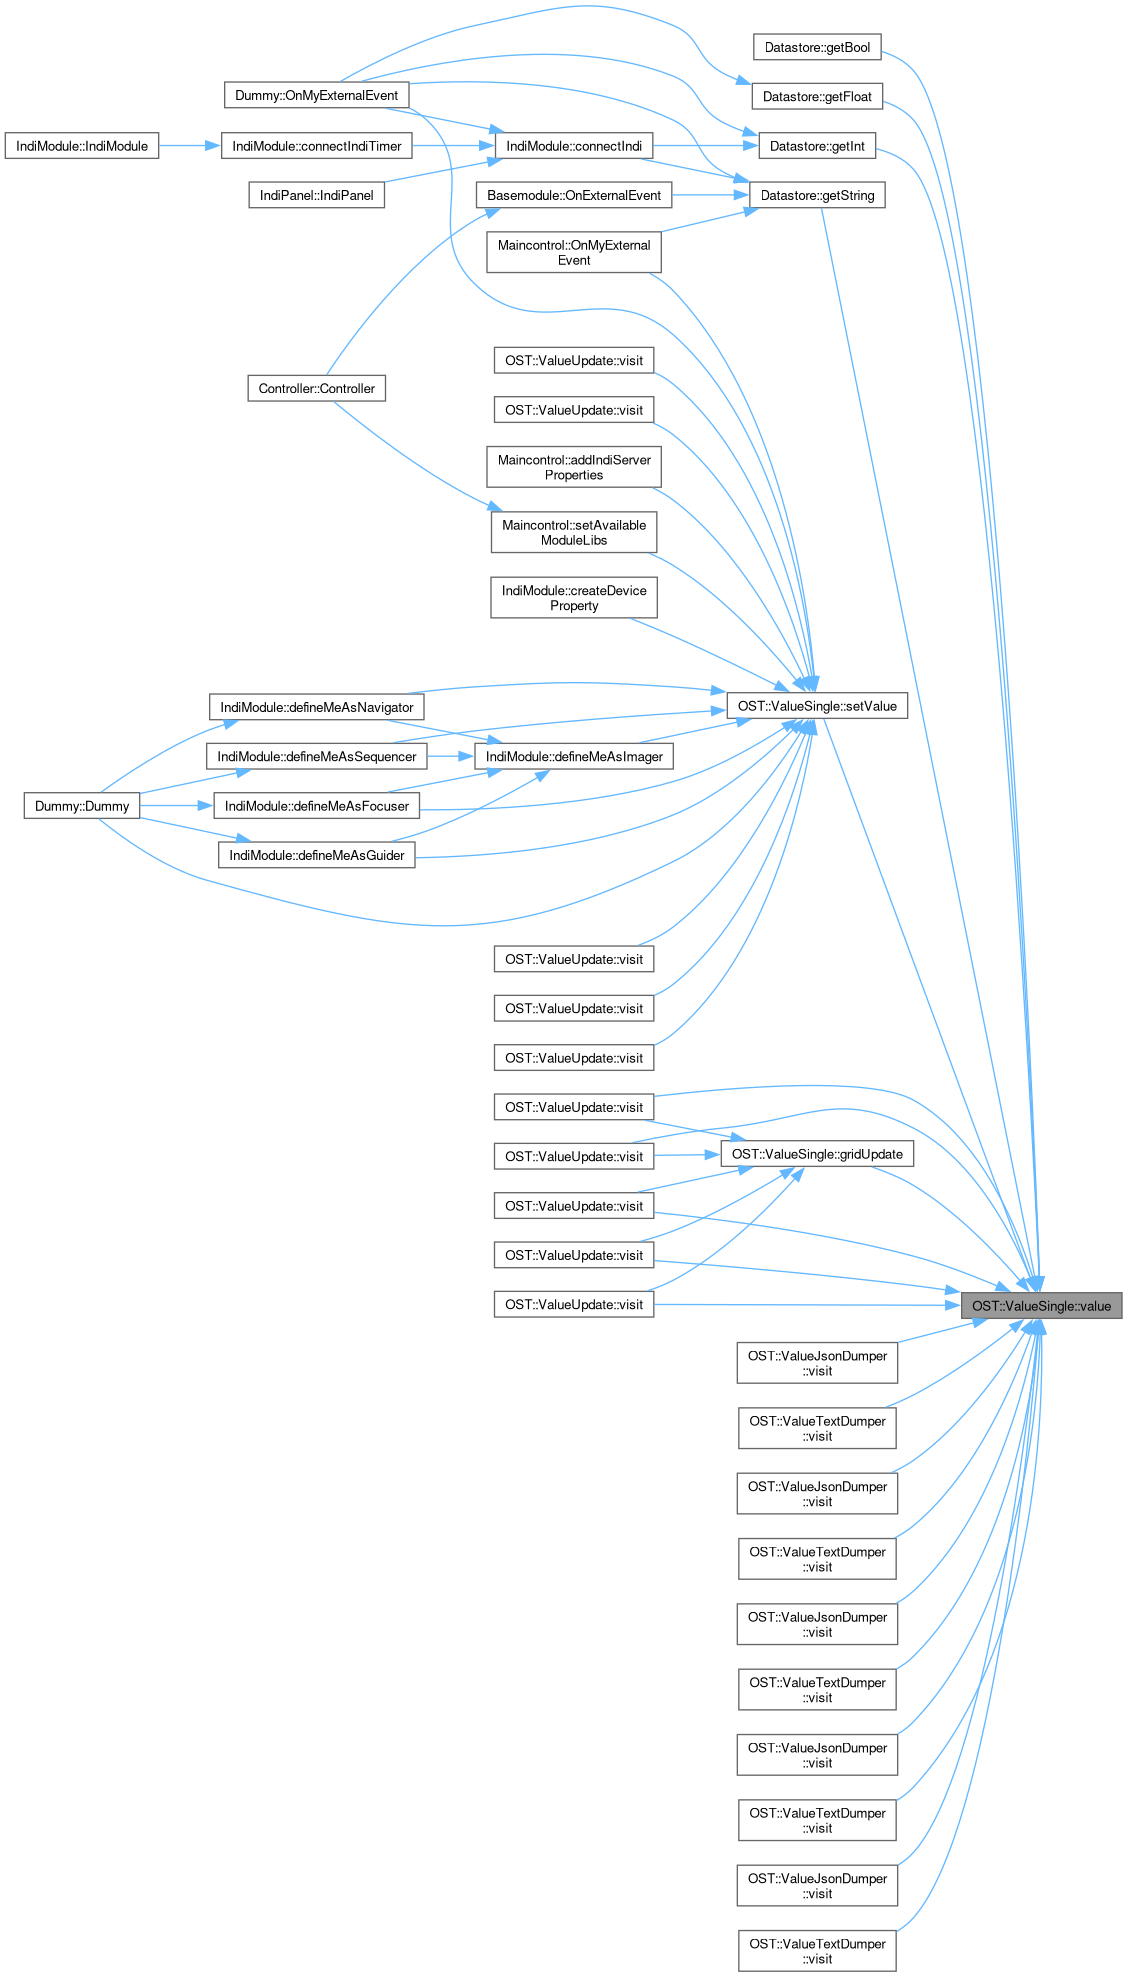 Datastore::getBool
Dummy::OnMyExternalEvent
Datastore::getFloat
IndiModule::IndiModule
IndiModule::connectIndiTimer
IndiModule::connectIndi
Datastore::getInt
IndiPanel::IndiPanel
Basemodule::OnExternalEvent
Datastore::getString
Maincontrol::OnMyExternal
Event
OST::ValueUpdate::visit
Controller::Controller
OST::ValueUpdate::visit
Maincontrol::addIndiServer
Properties
Maincontrol::setAvailable
ModuleLibs
IndiModule::createDevice
Property
IndiModule::defineMeAsNavigator
OST::ValueSingle::setValue
IndiModule::defineMeAsSequencer
IndiModule::defineMeAsImager
Dummy::Dummy
IndiModule::defineMeAsFocuser
IndiModule::defineMeAsGuider
OST::ValueUpdate::visit
OST::ValueUpdate::visit
OST::ValueUpdate::visit
OST::ValueUpdate::visit
OST::ValueUpdate::visit
OST::ValueSingle::gridUpdate
OST::ValueUpdate::visit
OST::ValueUpdate::visit
OST::ValueUpdate::visit
OST::ValueSingle::value
OST::ValueJsonDumper
::visit
OST::ValueTextDumper
::visit
OST::ValueJsonDumper
::visit
OST::ValueTextDumper
::visit
OST::ValueJsonDumper
::visit
OST::ValueTextDumper
::visit
OST::ValueJsonDumper
::visit
OST::ValueTextDumper
::visit
OST::ValueJsonDumper
::visit
OST::ValueTextDumper
::visit